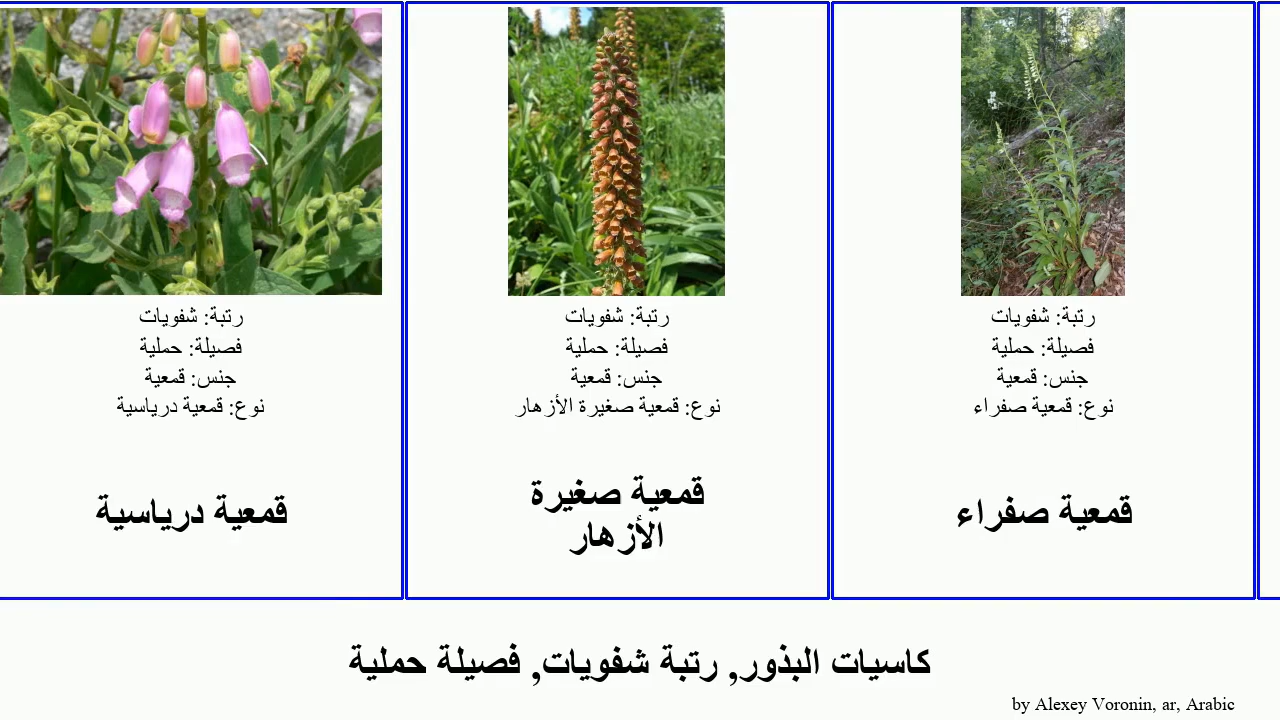 رتبة: شفويات
فصيلة: حملية
جنس: قمعية
نوع: قمعية درياسية
قمعية درياسية
رتبة: شفويات
فصيلة: حملية
جنس: قمعية
نوع: قمعية صغيرة الأزهار
قمعية صغيرة
الأزهار
رتبة: شفويات
فصيلة: حملية
جنس: قمعية
نوع: قمعية صفراء
قمعية صفراء
كاسيات البذور, رتبة شفويات, فصيلة حملية
by Alexey Voronin, ar, Arabic